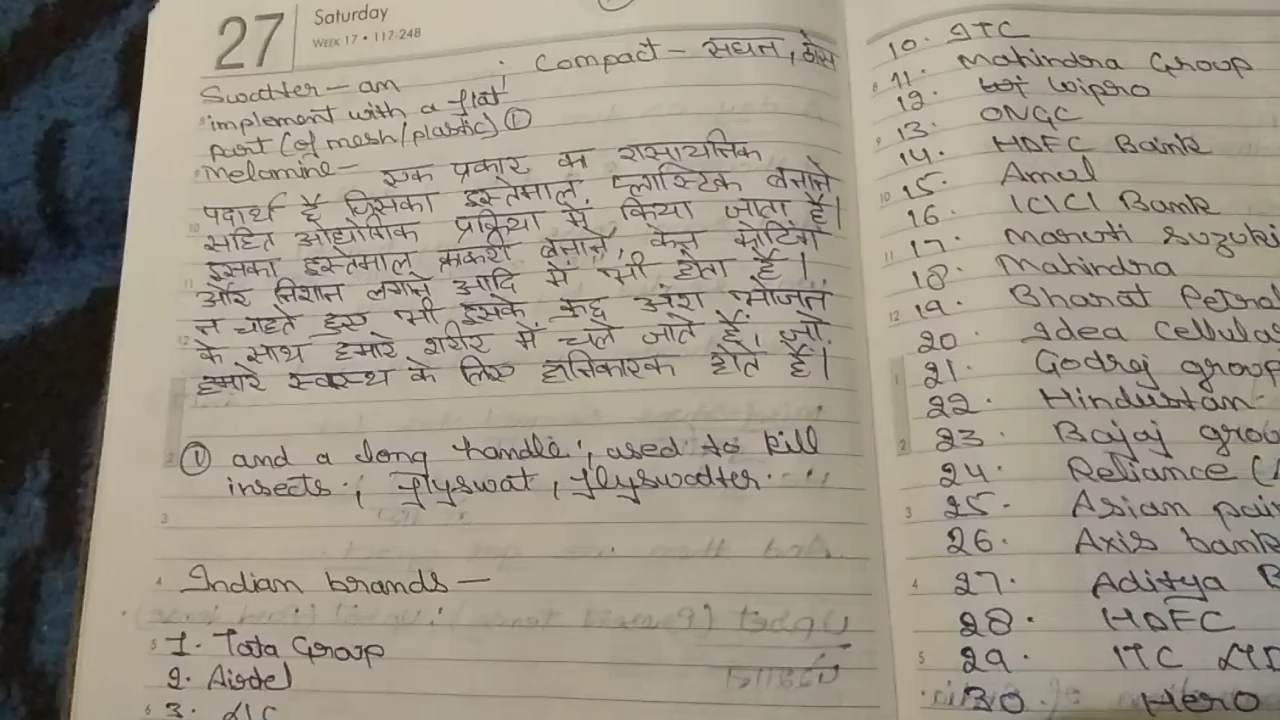 27
Saturday
WEEK 17 • 117-248
Swatter - an ; Compact - सघन, ठोस
implement with a flat
part (of mesh/plastic) ①
Melamine - एक प्रकार का रासायनिक
पदार्थ है जिसका इस्तेमाल प्लास्टिक बनाने
सहित औद्योगिक प्रक्रिया में किया जाता है।
इसका इस्तेमाल बनाने, केन कोटिंग
और निशान लगाने आदि में भी होता है।
न चाहते हुए भी इसके कुछ अंश भोजन
के साथ हमारे शरीर में चले जाते हैं, जो
हमारे स्वस्थ के लिए हानिकारक होते हैं।
① and a long handle, used to kill
insects; flyswat, flyswatter.
Indian brands -
1. Tata Group
2. Airtel
3. LIC
10. ITC
11. Mahindra Group
12. Wipro
13. ONGC
14. HDFC Bank
15. Amul
16. ICICI Bank
17. Maruti Suzuki
18. Mahindra
19. Bharat Petrol
20. Idea Cellula
21. Godrej group
22. Hindustan
23. Bajaj grou
24. Reliance (
25. Asian pain
26. Axis bank
27. Aditya B
28. HDFC
29. ITC
30 Hero